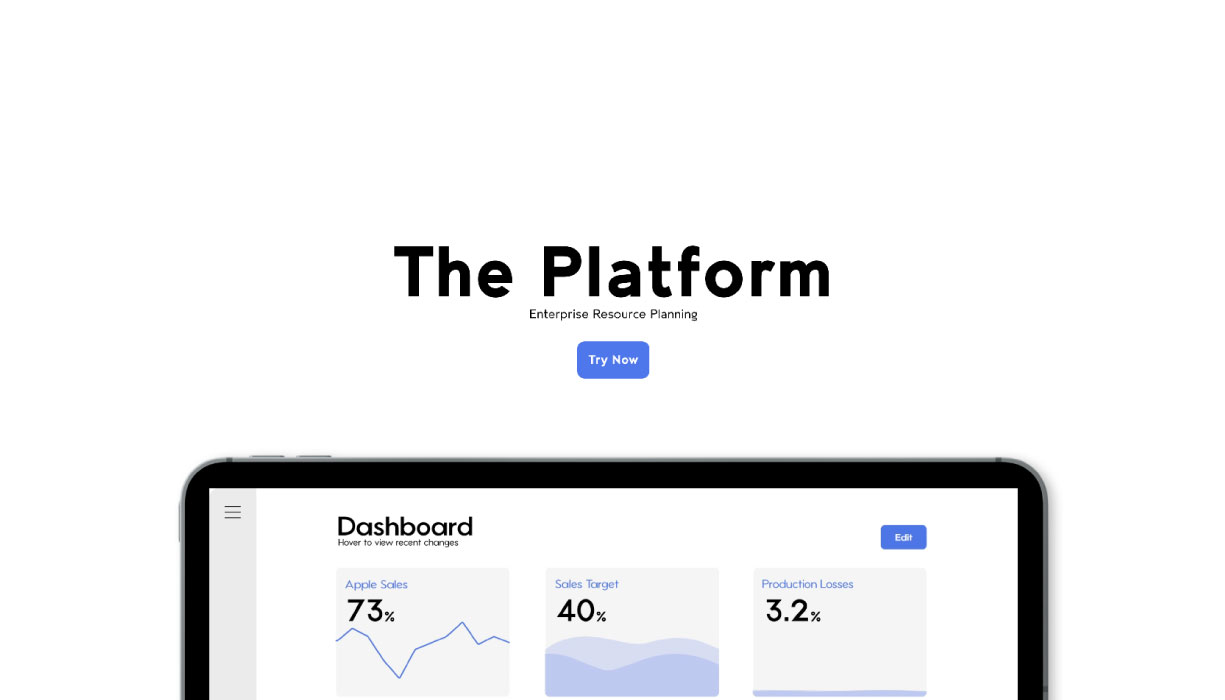 The Platform
Enterprise Resource Planning
Try Now
Dashboard
Hover to view recent changes
Edit
Apple Sales
73%
Sales Target
40%
Production Losses
3.2%